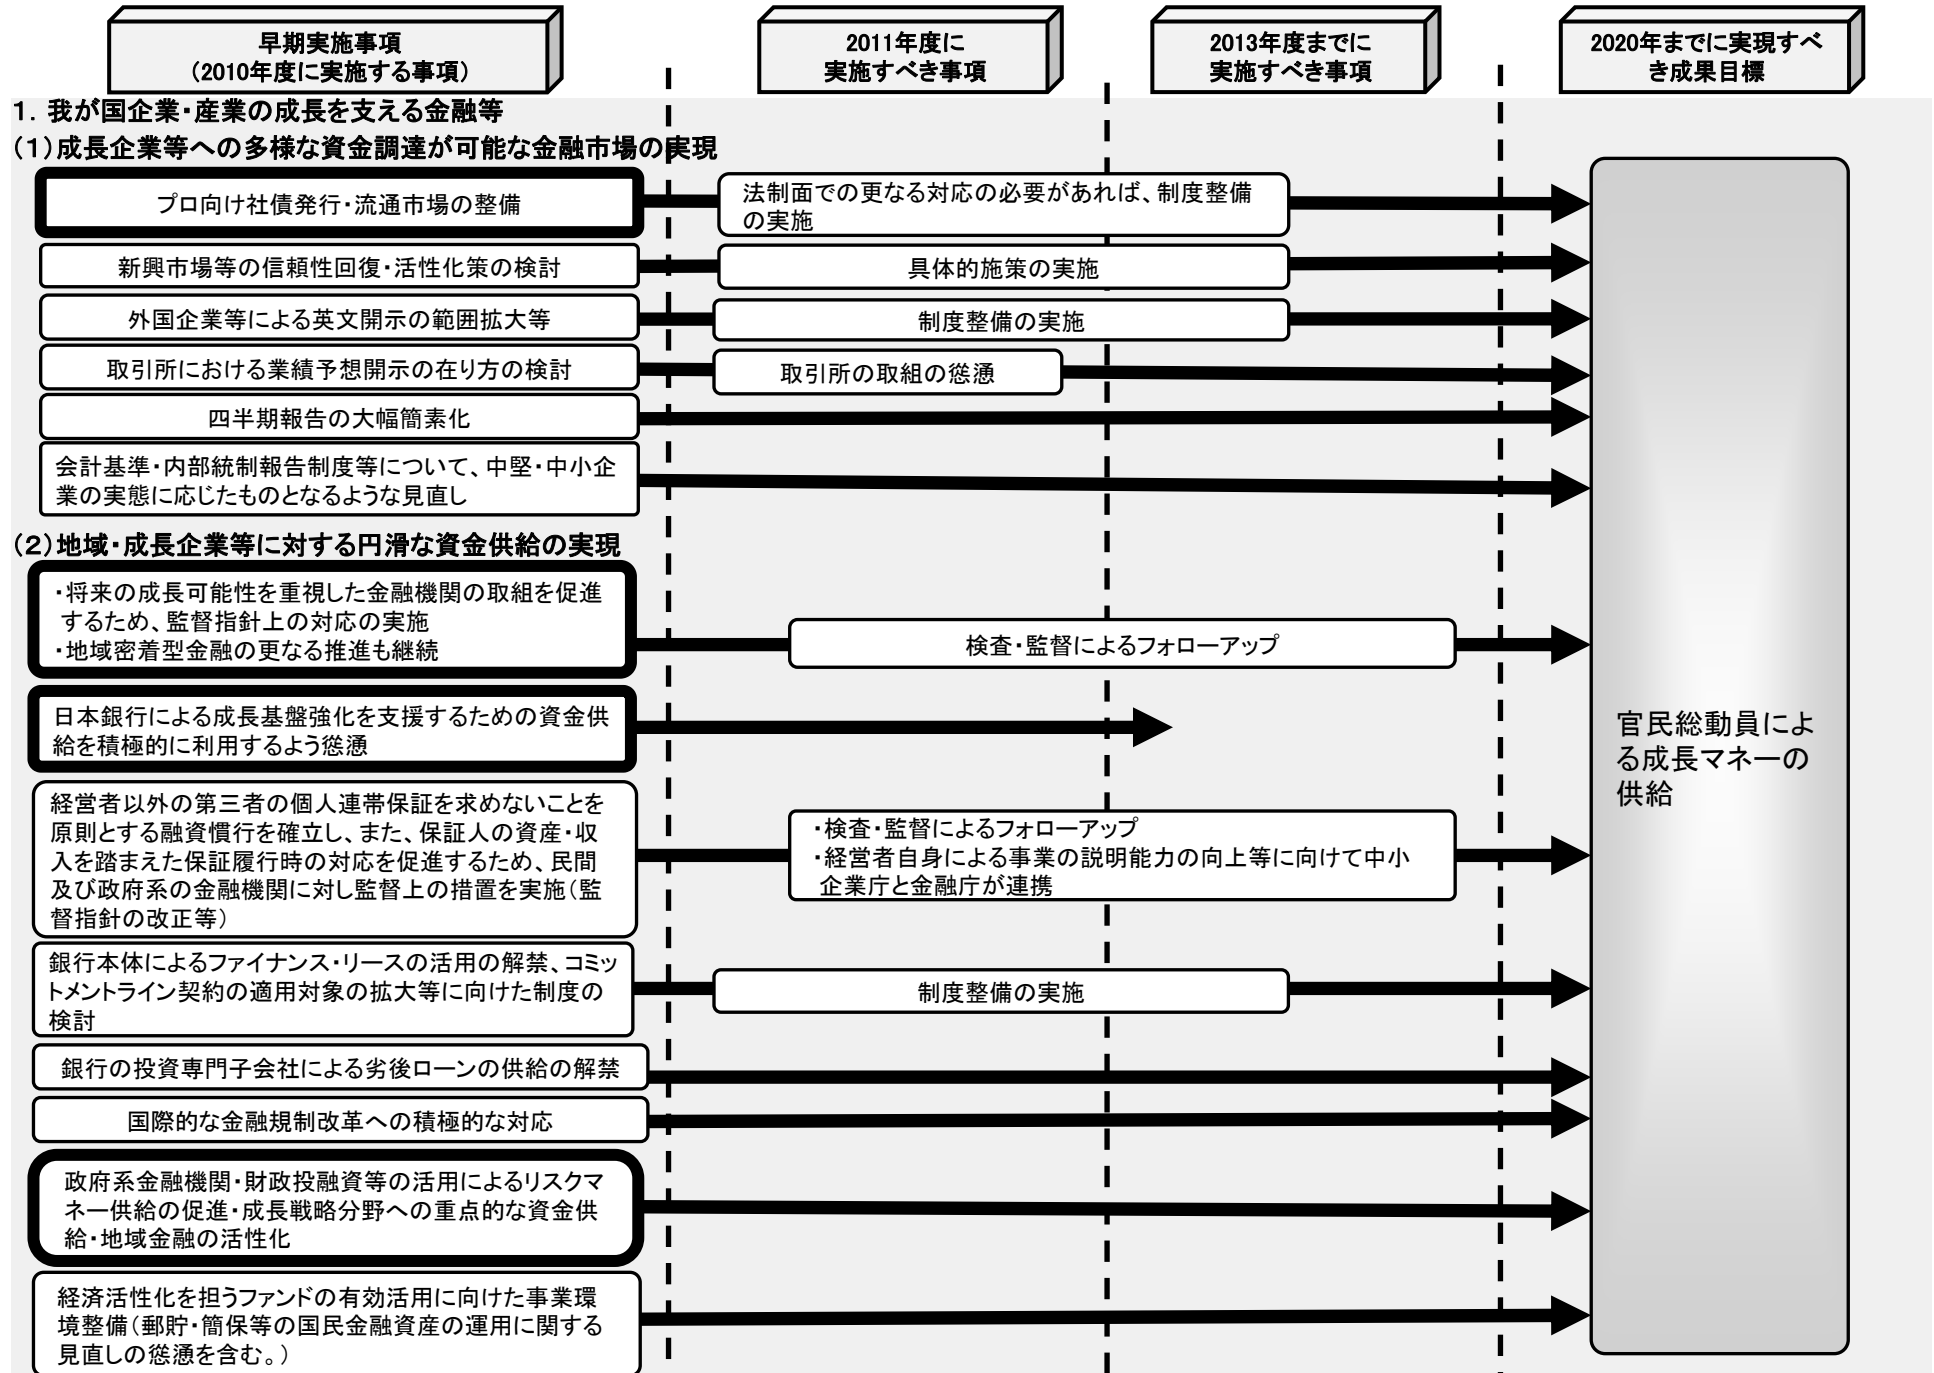 早期実施事項
(2010年度に実施する事項)
2011年度に
実施すべき事項
2013年度までに
実施すべき事項
2020年までに実現すべ
き成果目標
1．我が国企業・産業の成長を支える金融等
(1)成長企業等への多様な資金調達が可能な金融市場の実現
プロ向け社債発行・流通市場の整備
法制面での更なる対応の必要があれば、制度整備
の実施
新興市場等の信頼性回復・活性化策の検討
具体的施策の実施
外国企業等による英文開示の範囲拡大等
制度整備の実施
取引所における業績予想開示の在り方の検討
取引所の取組の慫慂
四半期報告の大幅簡素化
会計基準・内部統制報告制度等について、中堅・中小企
業の実態に応じたものとなるような見直し
(2)地域・成長企業等に対する円滑な資金供給の実現
・将来の成長可能性を重視した金融機関の取組を促進
するため、監督指針上の対応の実施
・地域密着型金融の更なる推進も継続
検査・監督によるフォローアップ
日本銀行による成長基盤強化を支援するための資金供
給を積極的に利用するよう慫慂
経営者以外の第三者の個人連帯保証を求めないことを
原則とする融資慣行を確立し、また、保証人の資産・収
入を踏まえた保証履行時の対応を促進するため、民間
及び政府系の金融機関に対し監督上の措置を実施(監
督指針の改正等)
・検査・監督によるフォローアップ
・経営者自身による事業の説明能力の向上等に向けて中小
企業庁と金融庁が連携
銀行本体によるファイナンス・リースの活用の解禁、コミッ
トメントライン契約の適用対象の拡大等に向けた制度の
検討
制度整備の実施
銀行の投資専門子会社による劣後ローンの供給の解禁
国際的な金融規制改革への積極的な対応
政府系金融機関・財政投融資等の活用によるリスクマ
ネー供給の促進・成長戦略分野への重点的な資金供
給・地域金融の活性化
経済活性化を担うファンドの有効活用に向けた事業環
境整備(郵貯・簡保等の国民金融資産の運用に関する
見直しの慫慂を含む。)
官民総動員によ
る成長マネーの
供給